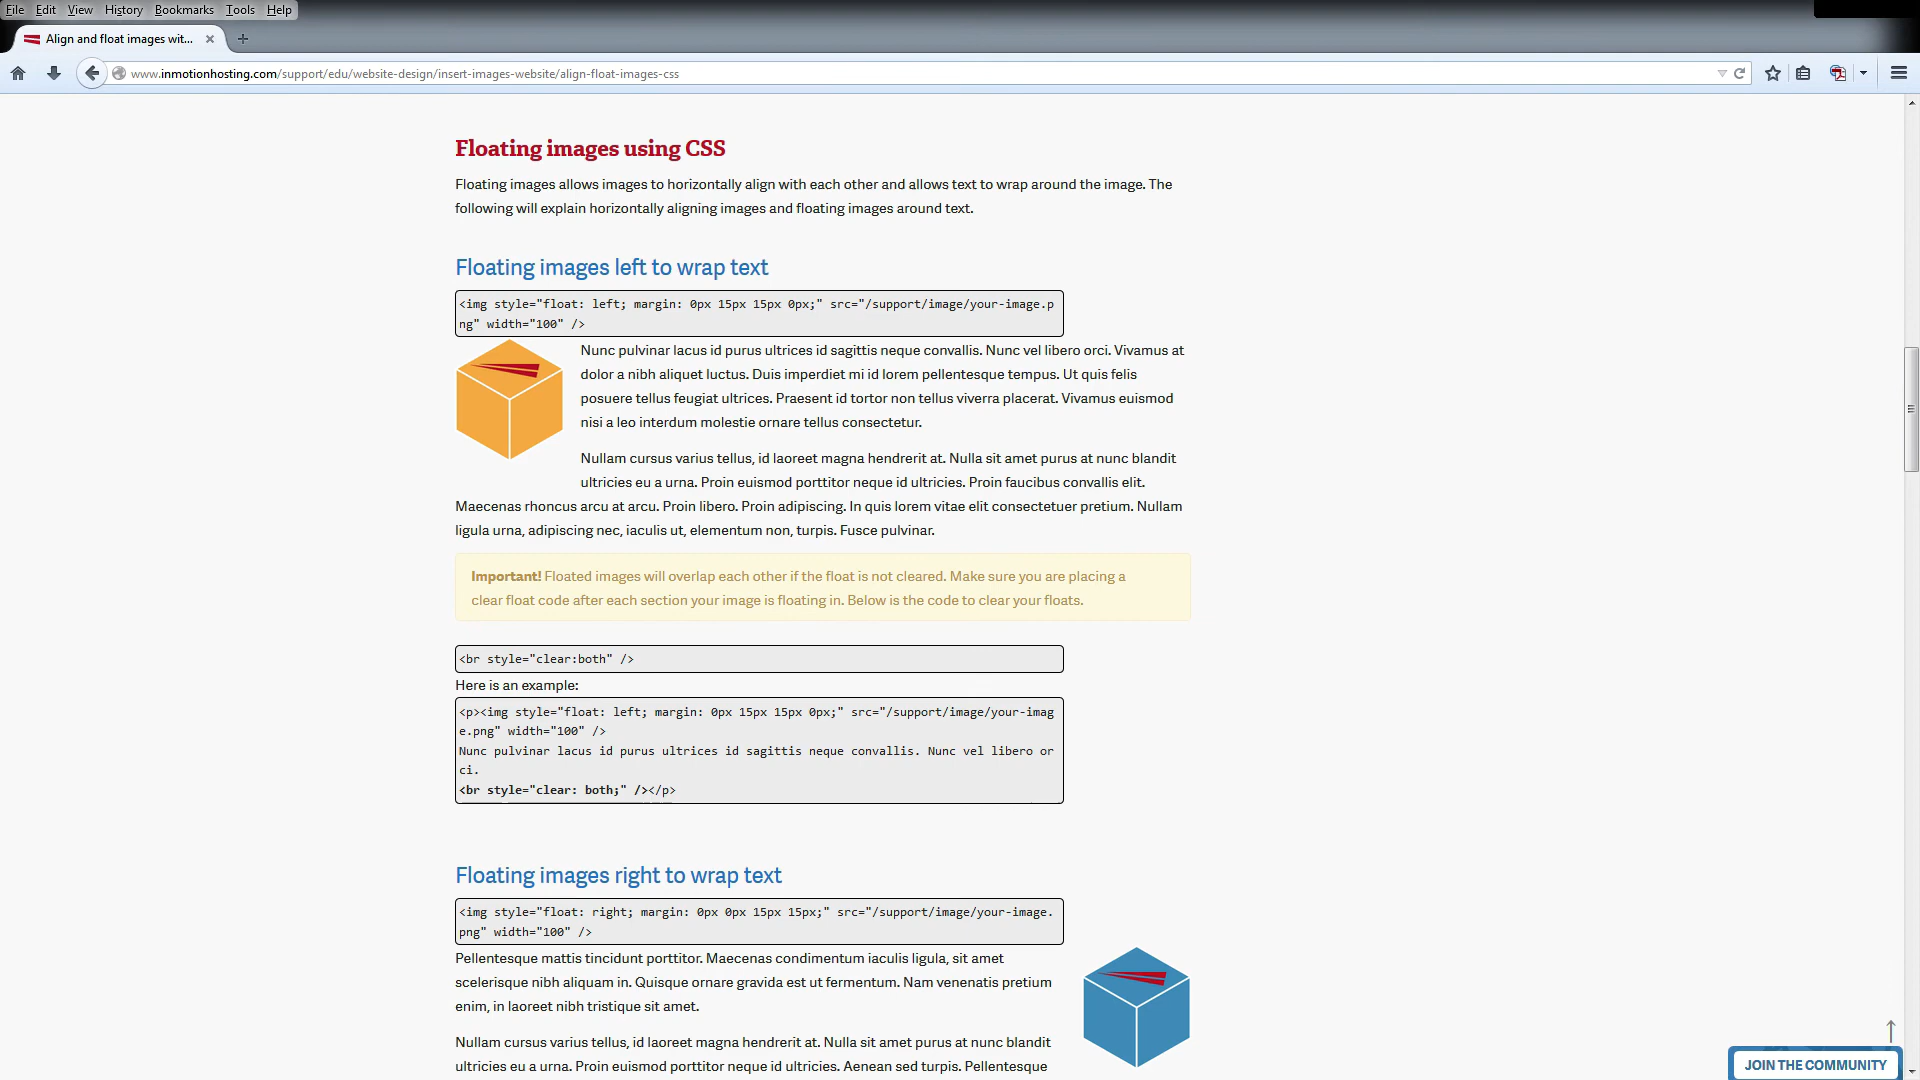 File Edit View History Bookmarks Tools Help
Align and float images wit...
www.inmotionhosting.com/support/edu/website-design/insert-images-website/align-float-images-css
Floating images using CSS
Floating images allows images to horizontally align with each other and allows text to wrap around the image. The
following will explain horizontally aligning images and floating images around text.
Floating images left to wrap text
<img style="float: left; margin: 0px 15px 15px 0px;" src="/support/image/your-image.p
ng" width="100" />
Nunc pulvinar lacus id purus ultrices id sagittis neque convallis. Nunc vel libero orci. Vivamus at
dolor a nibh aliquet luctus. Duis imperdiet mi id lorem pellentesque tempus. Ut quis felis
posuere tellus feugiat ultrices. Praesent id tortor non tellus viverra placerat. Vivamus euismod
nisi a leo interdum molestie ornare tellus consectetur.
Nullam cursus varius tellus, id laoreet magna hendrerit at. Nulla sit amet purus at nunc blandit
ultricies eu a urna. Proin euismod porttitor neque id ultricies. Proin faucibus convallis elit.
Maecenas rhoncus arcu at arcu. Proin libero. Proin adipiscing. In quis lorem vitae elit consectetuer pretium. Nullam
ligula urna, adipiscing nec, iaculis ut, elementum non, turpis. Fusce pulvinar.
Important! Floated images will overlap each other if the float is not cleared. Make sure you are placing a
clear float code after each section your image is floating in. Below is the code to clear your floats.
<br style="clear:both" />
Here is an example:
<p><img style="float: left; margin: 0px 15px 15px 0px;" src="/support/image/your-imag
e.png" width="100" />
Nunc pulvinar lacus id purus ultrices id sagittis neque convallis. Nunc vel libero or
ci.
<br style="clear: both;" /></p>
Floating images right to wrap text
<img style="float: right; margin: 0px 0px 15px 15px;" src="/support/image/your-image.
png" width="100" />
Pellentesque mattis tincidunt porttitor. Maecenas condimentum iaculis ligula, sit amet
scelerisque nibh aliquam in. Quisque ornare gravida est ut fermentum. Nam venenatis pretium
enim, in laoreet nibh tristique sit amet.
Nullam cursus varius tellus, id laoreet magna hendrerit at. Nulla sit amet purus at nunc blandit
ultricies eu a urna. Proin euismod porttitor neque id ultricies. Aenean sed turpis. Pellentesque
JOIN THE COMMUNITY